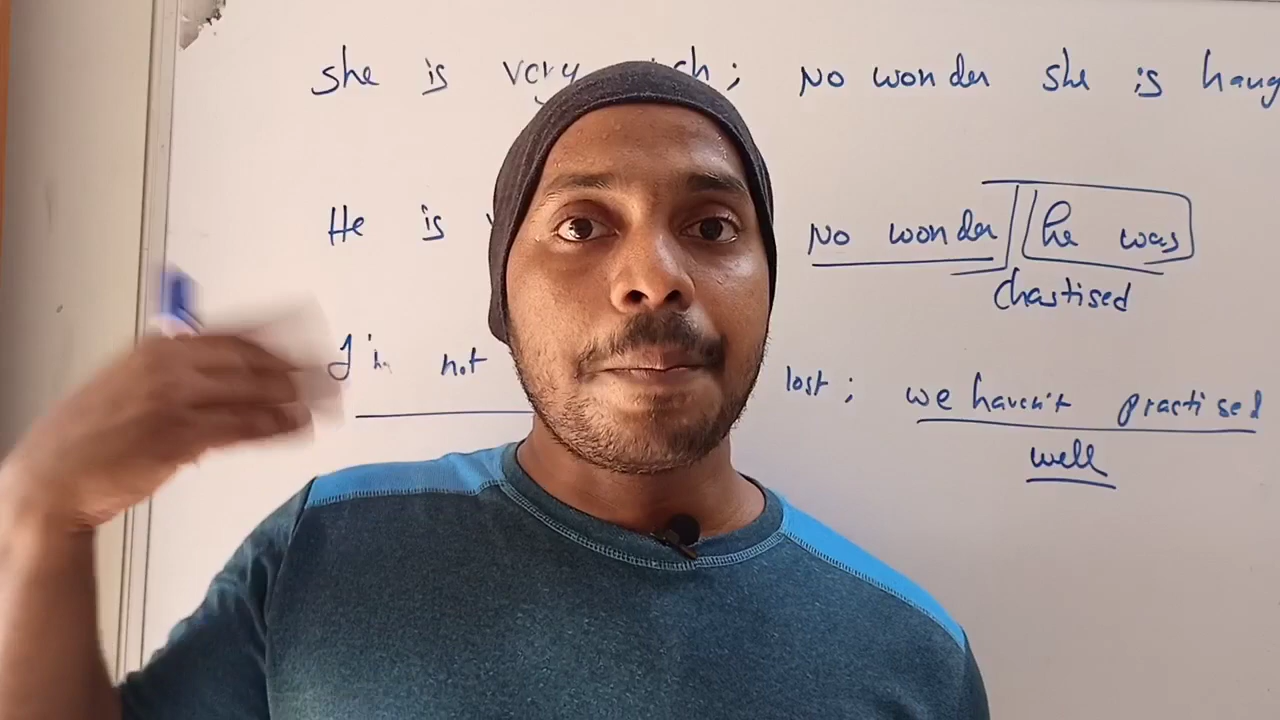 she is very ; No wonder she is
He is No wonder he was
chastised
I'm not lost ; we haven't practised
well